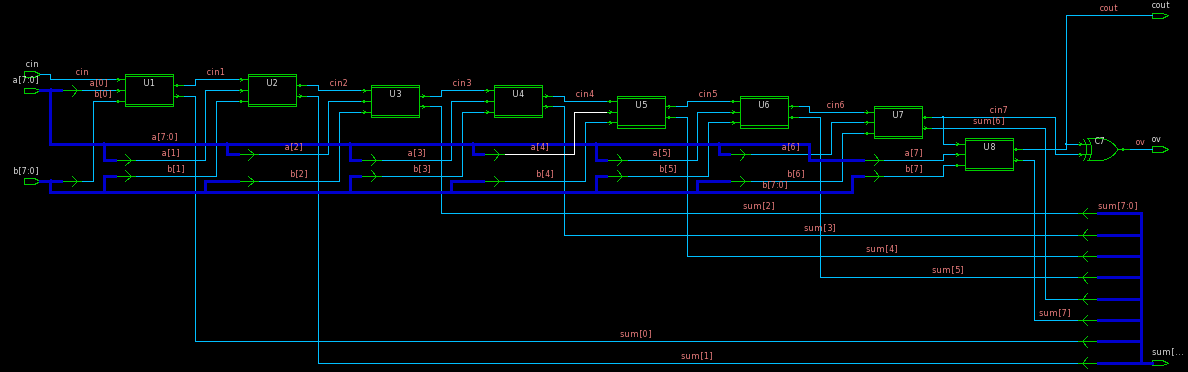 cout
cout
cin
cin
cin1
a[7:0]
a[0]
b[0]
U1
U2
cin2
U3
cin3
U4
cin4
U5
cin5
U6
cin6
U7
cin7
sum[6]
a[7:0]
a[1]
a[2]
a[3]
a[4]
a[5]
a[6]
a[7]
U8
C7
ov
ov
b[7:0]
b[1]
b[2]
b[3]
b[4]
b[5]
b[6]
b[7]
b[7:0]
sum[2]
sum[7:0]
sum[3]
sum[4]
sum[5]
sum[7]
sum[0]
sum[1]
sum[...